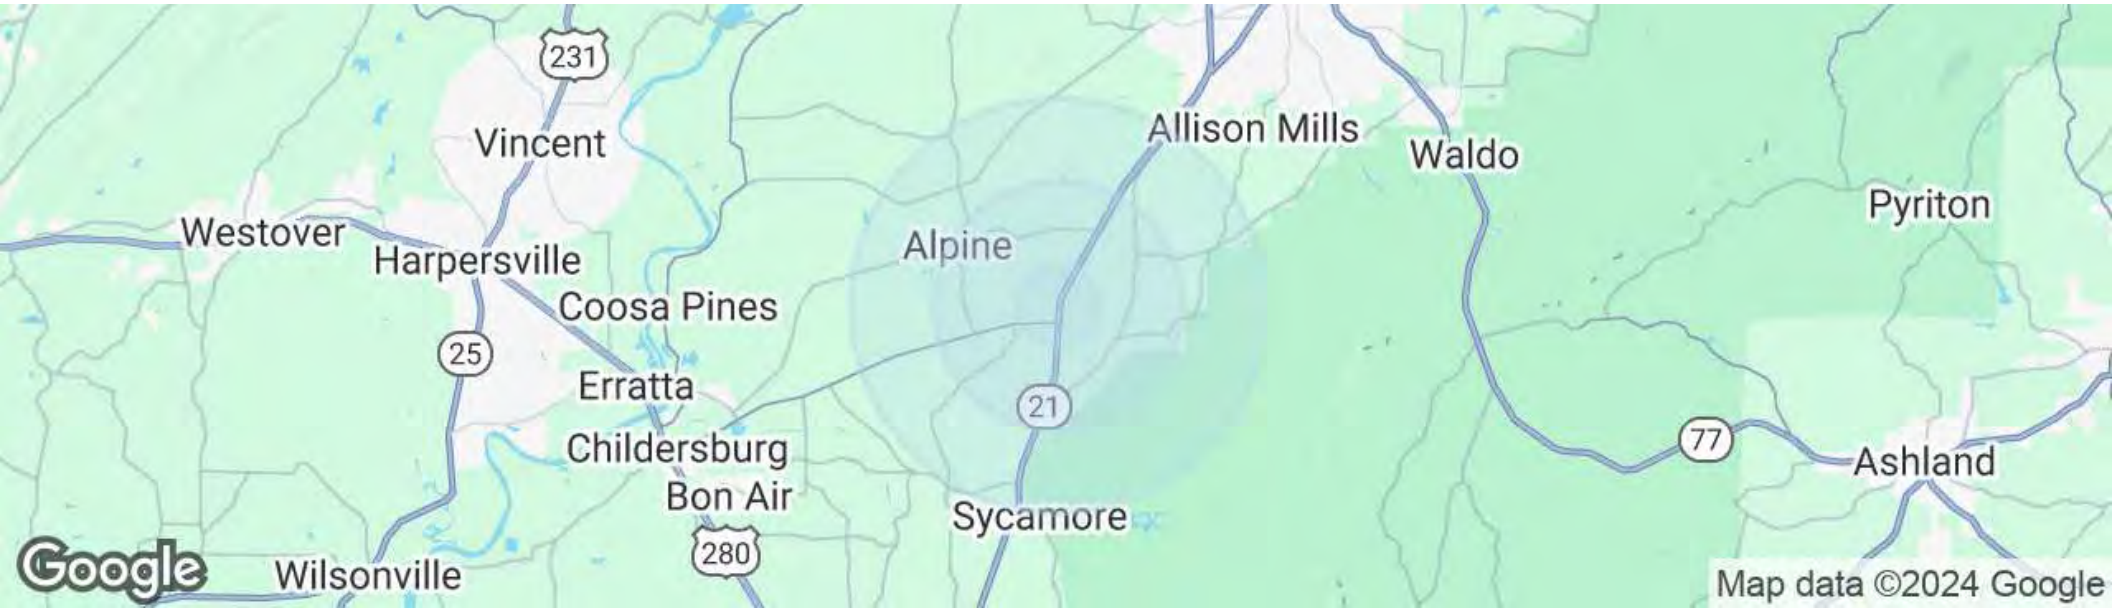 231
Vincent
Allison Mills
Waldo
Pyriton
Westover
Harpersville
Alpine
Coosa Pines
25
Erratta
21
77
Childersburg
Ashland
Bon Air
Sycamore
280
Google
Wilsonville
Map data ©2024 Google